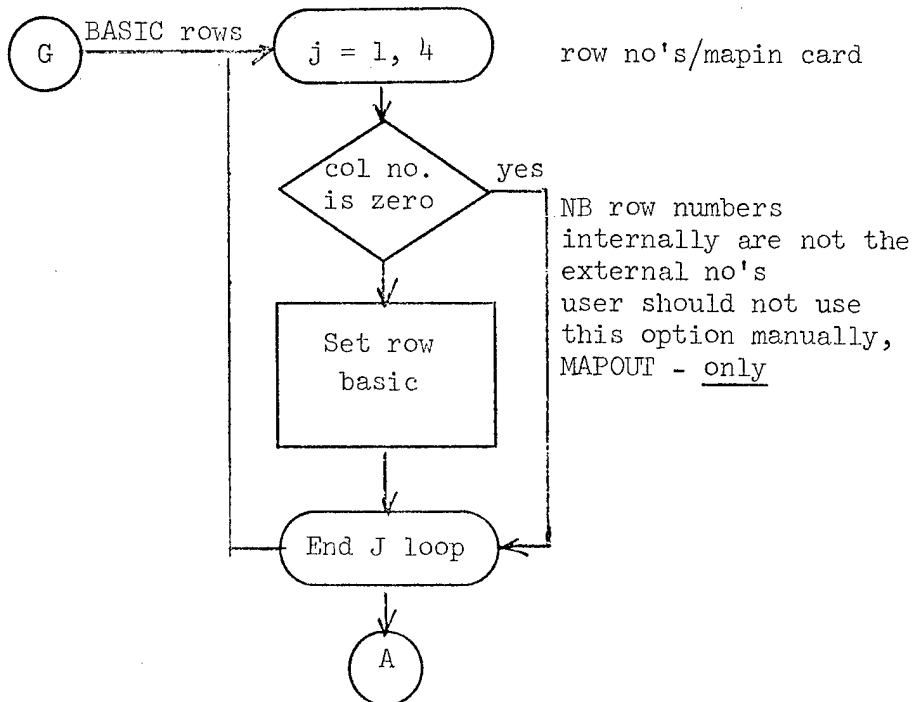 G
BASIC rows
j = 1, 4
row no's/mapin card
col no.
is zero
yes
NB row numbers
internally are not the
external no's
user should not use
this option manually,
MAPOUT - only
Set row
basic
End J loop
A